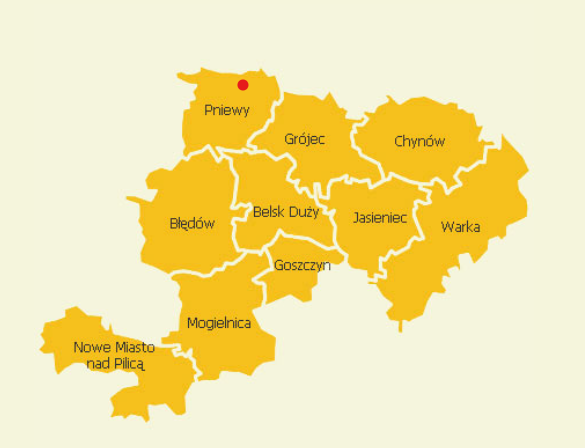 Pniewy
Grójec
Chynów
Błędów
Belsk Duży
Jasieniec
Warka
Goszczyn
Mogielnica
Nowe Miasto
nad Pilicą